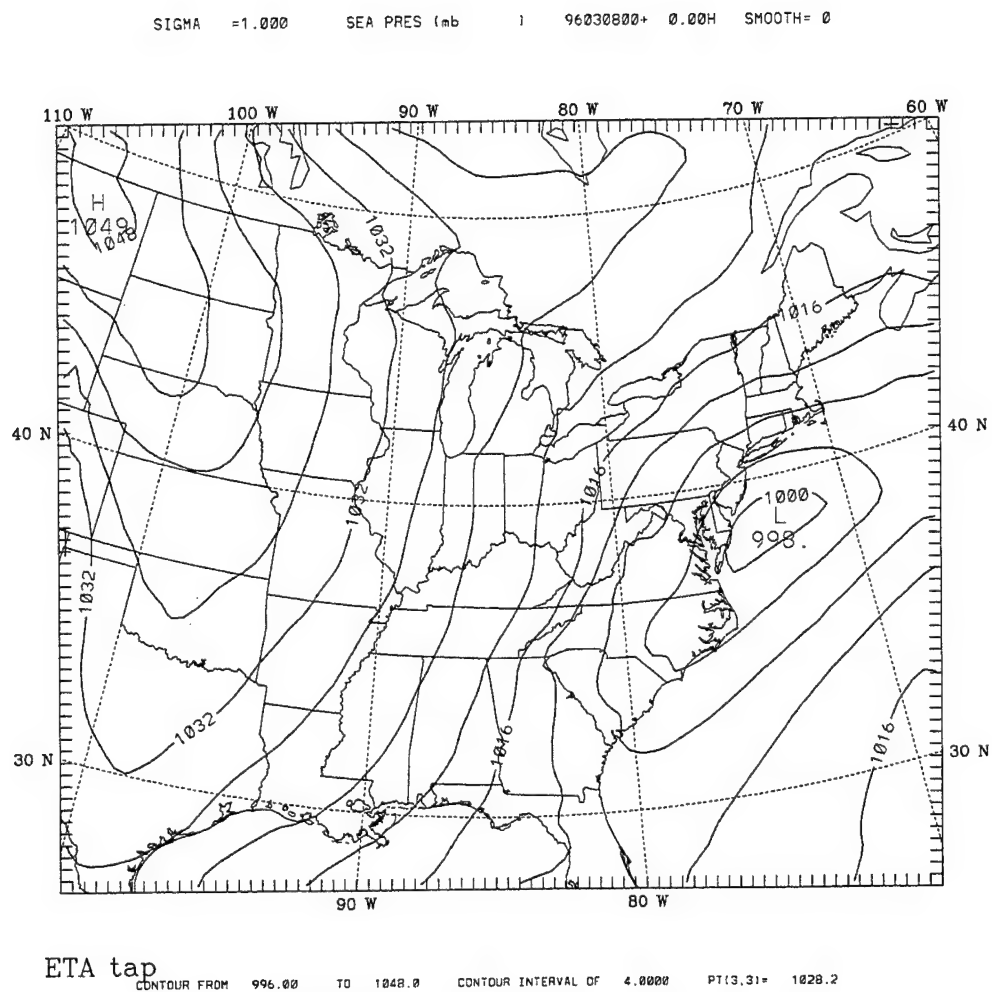 SIGMA =1.000 SEA PRES (mb ) 96030800+ 0.00H SMOOTH= 0
110 W 100 W 90 W 80 W 70 W 60 W
H
1049
1048
1032
1016
40 N
40 N
1032
1016
1000
L
998.
1032
1032
1016
1016
30 N
30 N
90 W 80 W
ETA tap
CONTOUR FROM 996.00 TO 1048.0 CONTOUR INTERVAL OF 4.0000 PT(3,3)= 1028.2